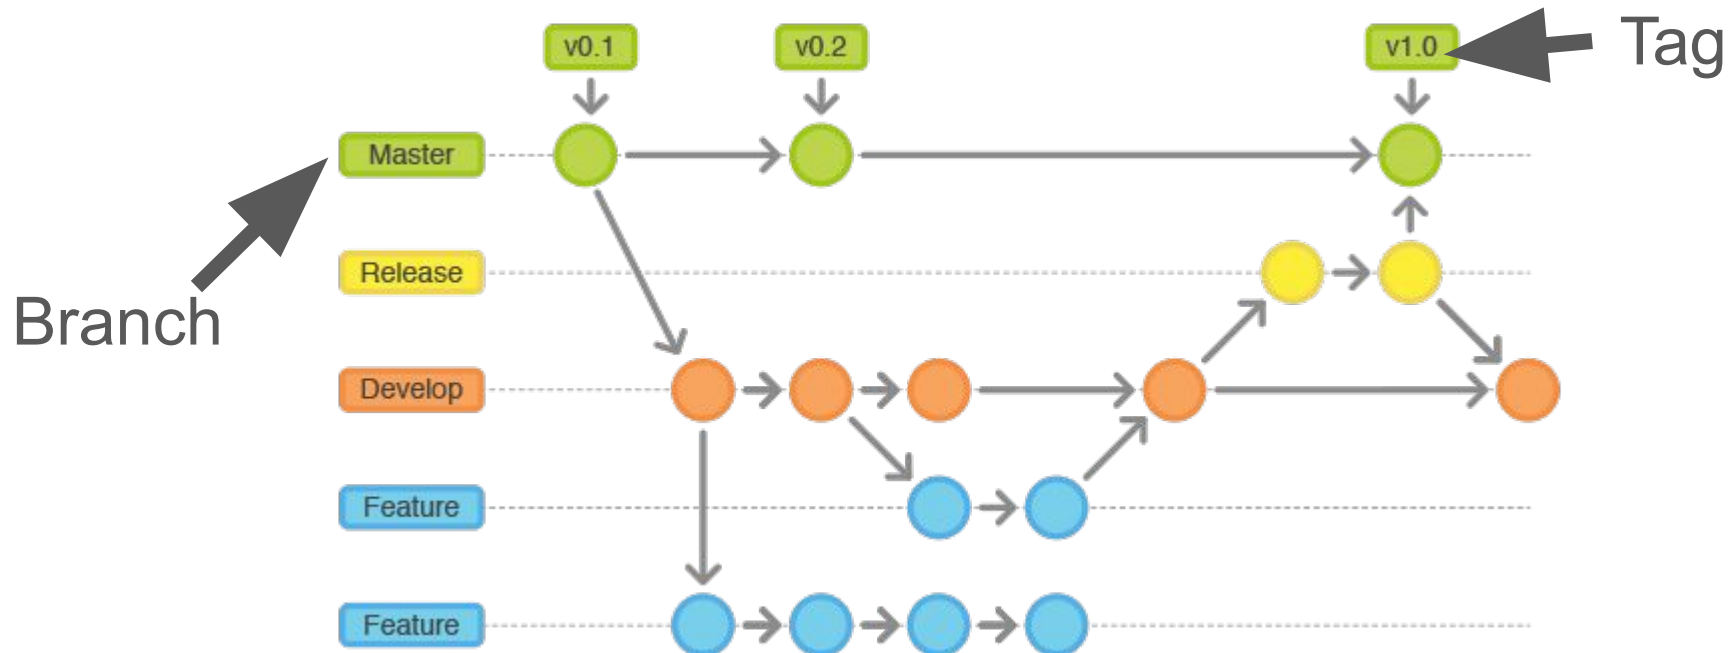 v0.1
v0.2
v1.0
Tag
Master
Release
Branch
Develop
Feature
Feature